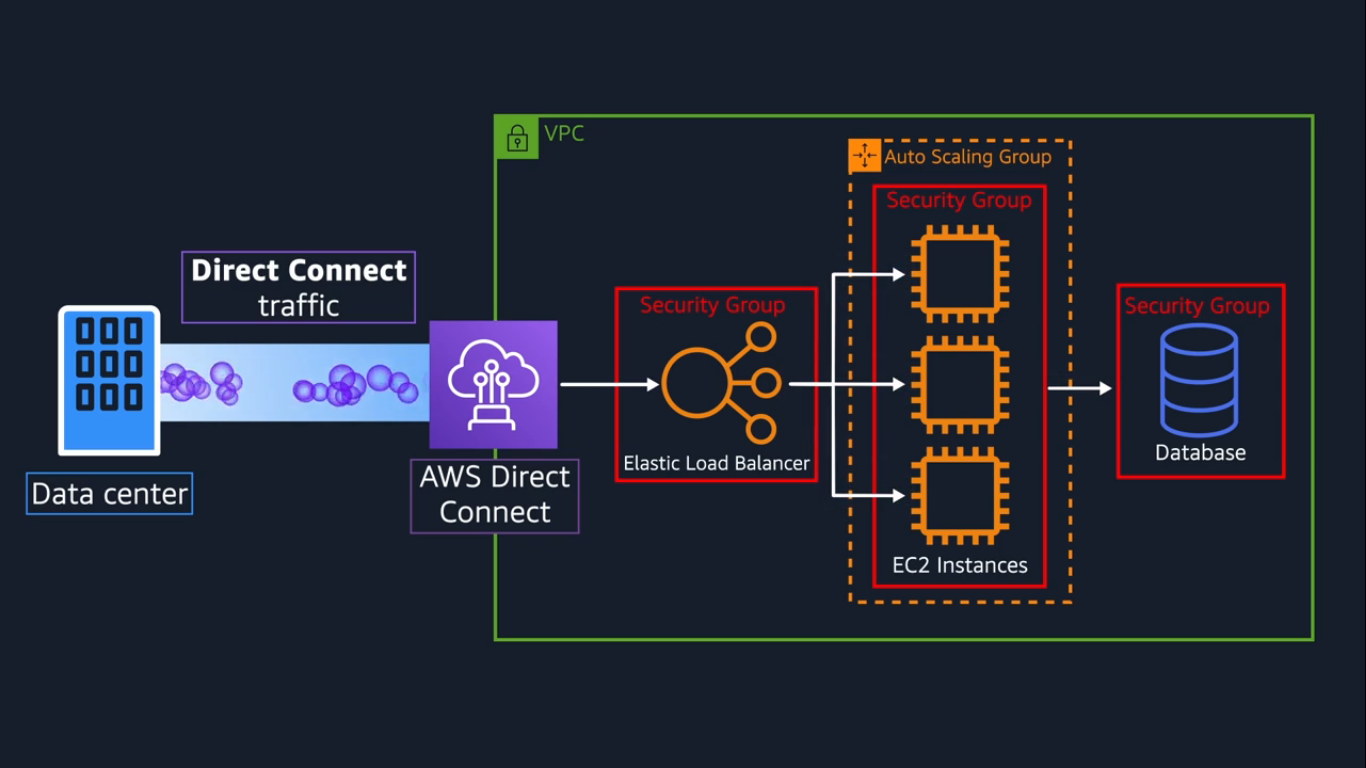 VPC
Auto Scaling Group
Security Group
Direct Connect
traffic
Security Group
Security Group
Database
Elastic Load Balancer
AWS Direct
Connect
Data center
EC2 Instances